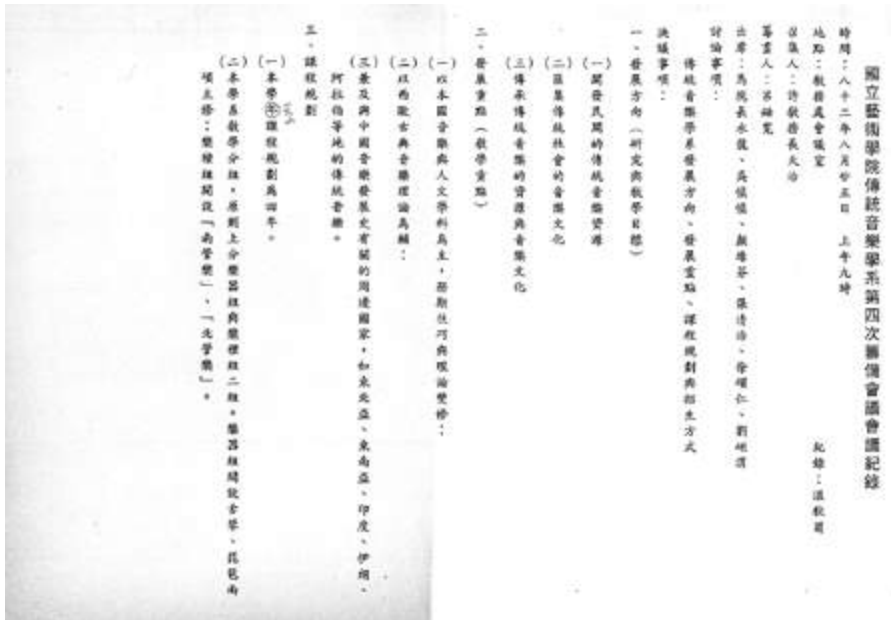 國立藝術學院傳統音樂學系第四次籌備會議會議紀錄
時間：八十二年八月廿五日　上午九時
地點：教務處會議室　紀錄：溫秋菊
召集人：許教務長大治
籌畫人：呂錘寬
出席：馬院長水龍、吳慎慎、顏綠芬、張清治、徐耀仁、劉岠渭
討論事項：
傳統音樂學系發展方向、發展重點、課程規劃與招生方式
決議事項：
一、發展方向（研究與教學目標）
（一）開發民間的傳統音樂資源
（二）蒐集傳統社會的音樂文化
（三）傳承傳統音樂的資源與音樂文化
二、發展重點（教學重點）
（一）以本國音樂與人文學科為主，務期技巧與理論雙修；
（二）以西歐古典音樂理論為輔；
（三）兼及與中國音樂發展史有關的周邊國家，如東北亞、東南亞、印度、伊朗、
阿拉伯等地的傳統音樂。
三、課程規劃
（一）本學課程規劃為四年。
（二）本學系教學分組，原則上分樂器組與樂種組二組。樂器組開設古琴、琵琶兩
項主修；樂種組開設「南管樂」、「北管樂」。